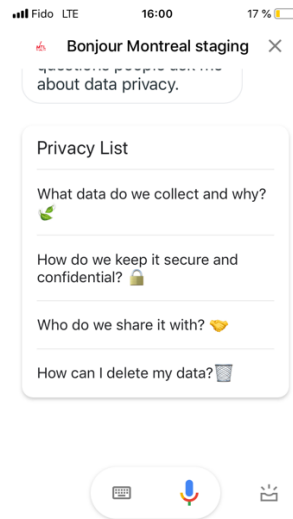 Fido LTE 16:00 17 %
Bonjour Montreal staging
questions people ask me
about data privacy.
Privacy List
What data do we collect and why?
How do we keep it secure and
confidential?
Who do we share it with?
How can I delete my data?